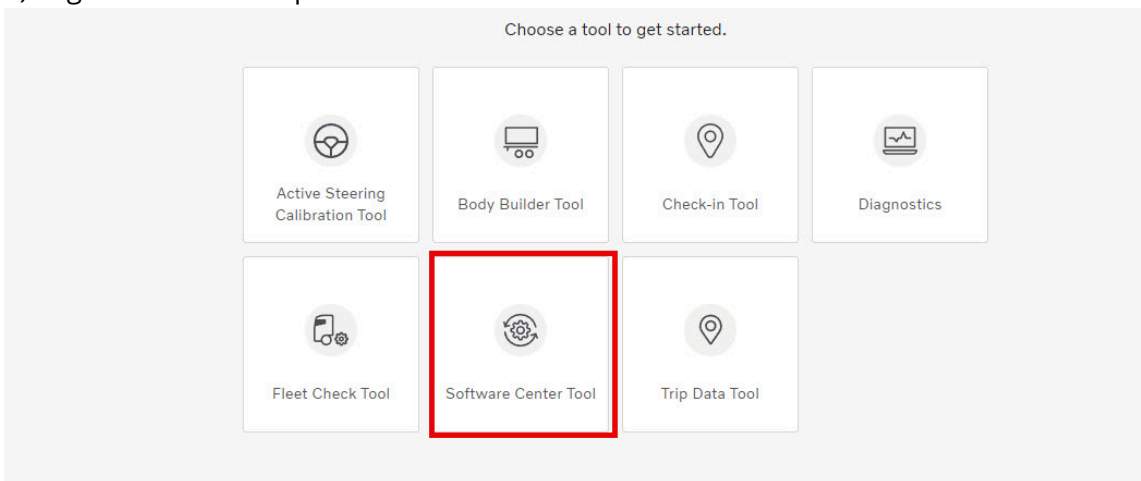 Choose a tool to get started.
Active Steering
Calibration Tool
Body Builder Tool
Check-in Tool
Diagnostics
Fleet Check Tool
Software Center Tool
Trip Data Tool